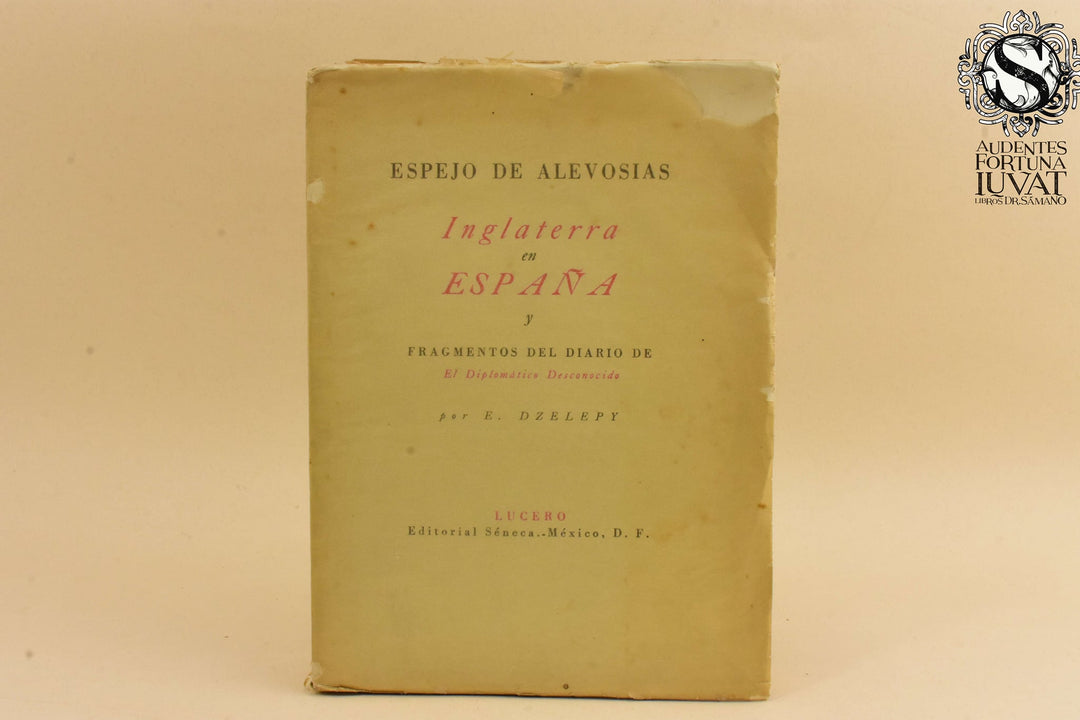 ESPEJO DE ALEVOSIAS
Inglaterra
en
ESPAÑA
y
FRAGMENTOS DEL DIARIO DE
El Diplomático Desconocido
por E. DZELEPY
LUCERO
Editorial Séneca.-México, D. F.
S
AUDENTES
FORTUNA
IUVAT
LIBROS DR. SÁMANO